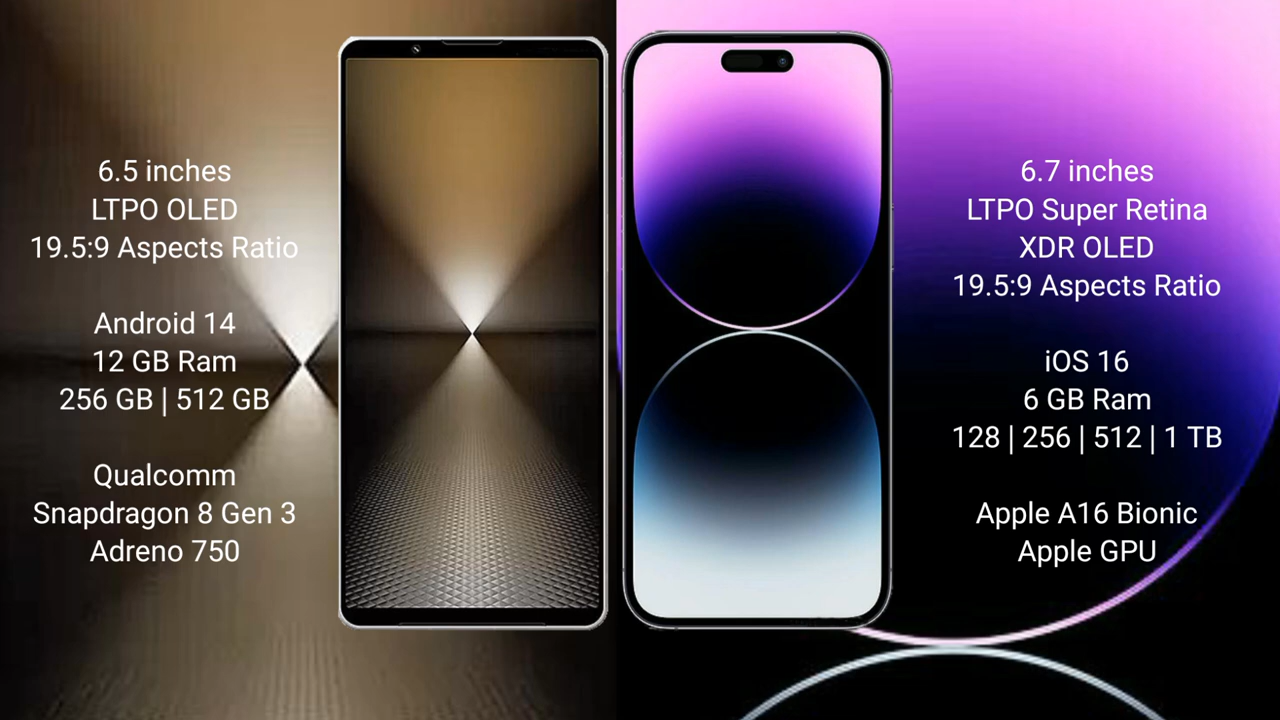 6.5 inches
LTPO OLED
19.5:9 Aspects Ratio
Android 14
12 GB Ram
256 GB | 512 GB
Qualcomm
Snapdragon 8 Gen 3
Adreno 750
6.7 inches
LTPO Super Retina
XDR OLED
19.5:9 Aspects Ratio
iOS 16
6 GB Ram
128 | 256 | 512 | 1 TB
Apple A16 Bionic
Apple GPU